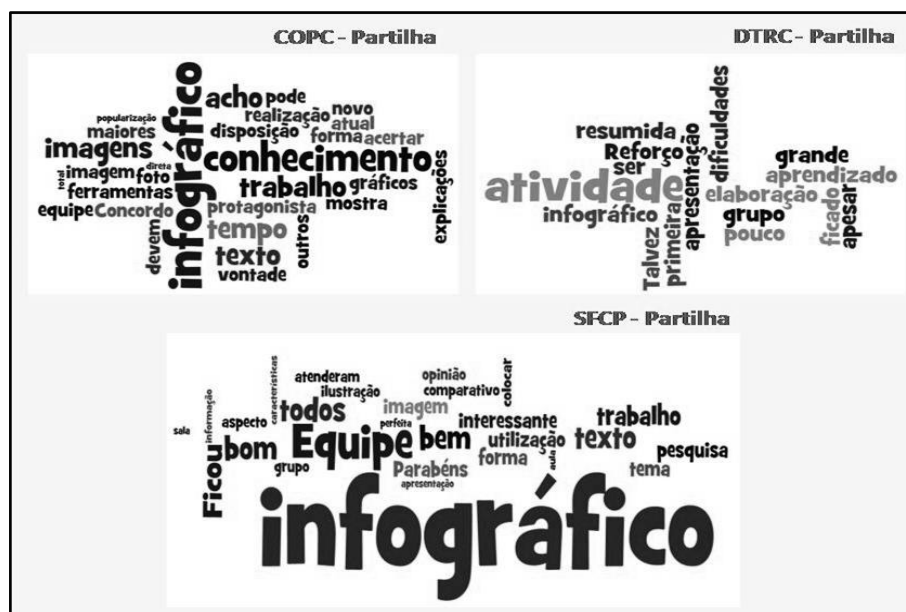 COPC - Partilha
popularização
maiores
imagens
total
imagem
direta
foto
ferramentas
equipe
Concordo
devem
infográfico
acho
pode
realização
novo
disposição
atual
forma
acertar
conhecimento
trabalho
gráficos
protagonista
mostra
tempo
outros
texto
vontade
explicações
DTRC - Partilha
resumida
Reforço
ser
atividade
infográfico
Talvez
primeira
apresentação
dificuldades
elaboração
grupo
pouco
grande
aprendizado
ficado
apesar
SFCP - Partilha
sala
Ficou
informação
aspecto
bom
características
grupo
atenderam
ilustração
todos
Equipe
imagem
perfeita
opinião
comparativo
colocar
bem
interessante
utilização
Parabéns
apresentação
forma
aula
trabalho
texto
pesquisa
tema
infográfico